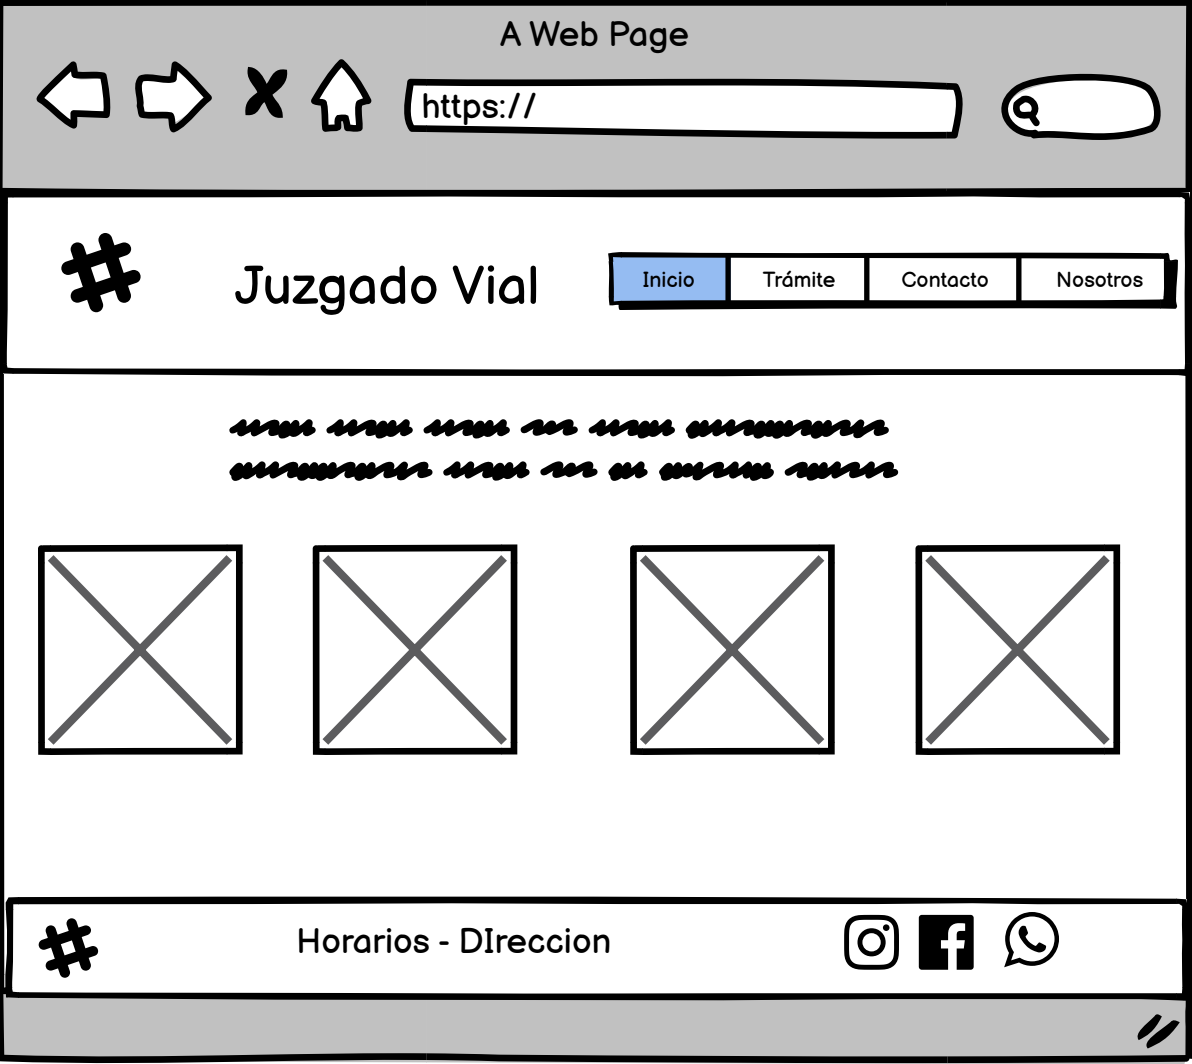 A Web Page
https://
Juzgado Vial
Inicio Trámite Contacto Nosotros
Horarios - DIreccion